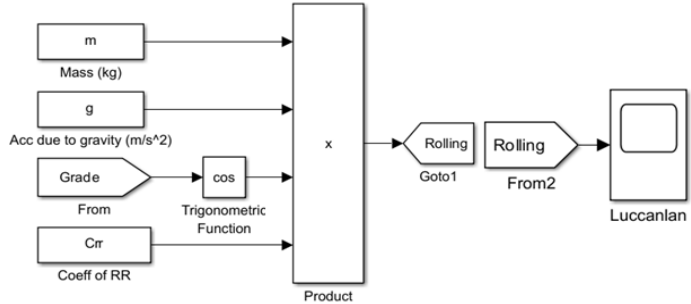 m
Mass (kg)
g
Acc due to gravity (m/s^2)
Grade
From
cos
Trigonometric
Function
Crr
Coeff of RR
x
Product
Rolling
Goto1
Rolling
From2
Luccanlan